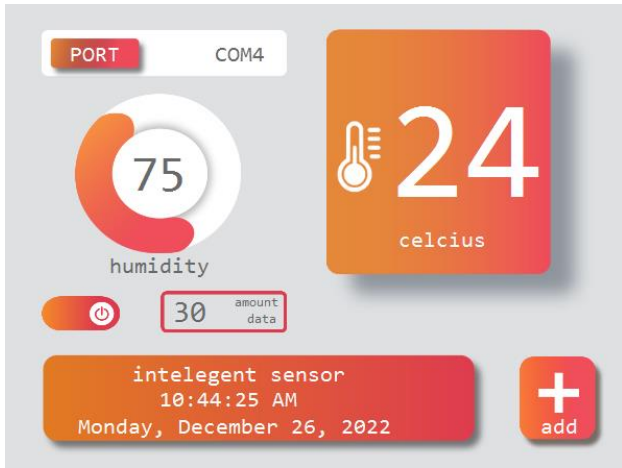 PORT COM4
75
humidity
24
celcius
30 amount
data
intelegent sensor
10:44:25 AM
Monday, December 26, 2022
add